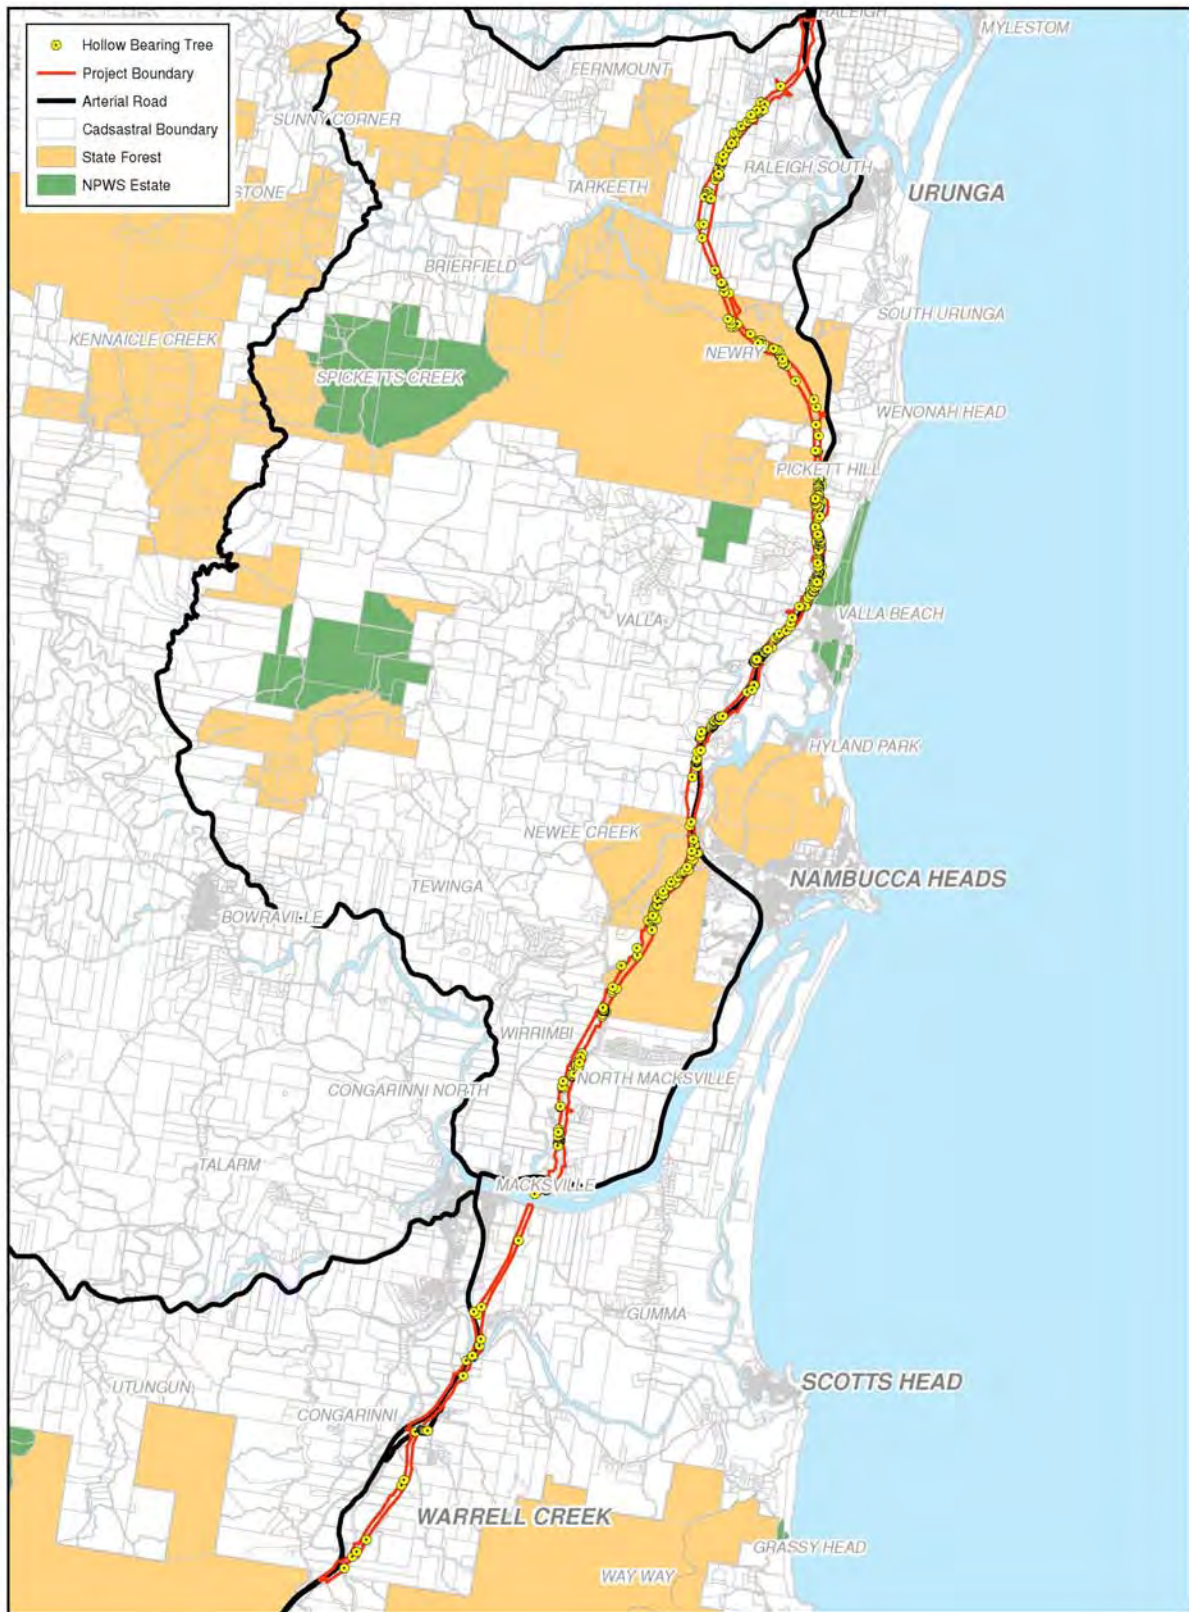 RALEIGH
MYLESTOM
Hollow Bearing Tree
Project Boundary
Arterial Road
Cadsastral Boundary
State Forest
NPWS Estate
FERNMOUNT
SUNNY CORNER
RALEIGH SOUTH
STONE
TARKEETH
URUNGA
BRIERFIELD
SOUTH URUNGA
KENNAICLE CREEK
NEWRY
SPICKETTS CREEK
WENONAH HEAD
PICKETT HILL
VALLA
VALLA BEACH
HYLAND PARK
NEWEE CREEK
TEWINGA
NAMBUCCA HEADS
BOWRAVILLE
WIRRIMBI
NORTH MACKSVILLE
CONGARINNI NORTH
TALARM
MACKSVILLE
GUMMA
SCOTTS HEAD
UTUNGUN
CONGARINNI
WARRELL CREEK
GRASSY HEAD
WAY WAY